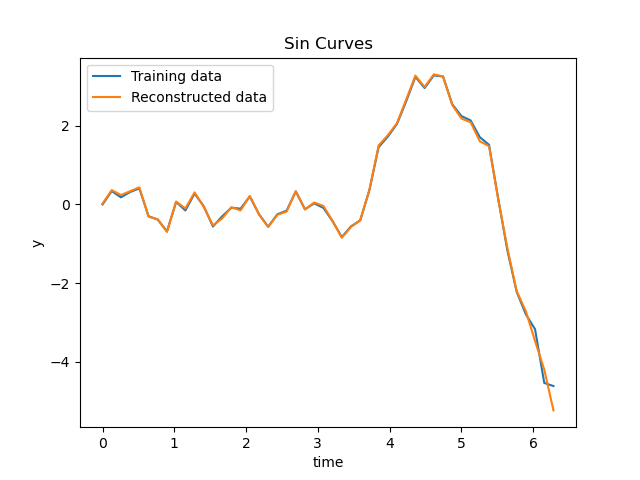 Sin Curves
Training data
Reconstructed data
2
0
−2
−4
y
0 1 2 3 4 5 6
time